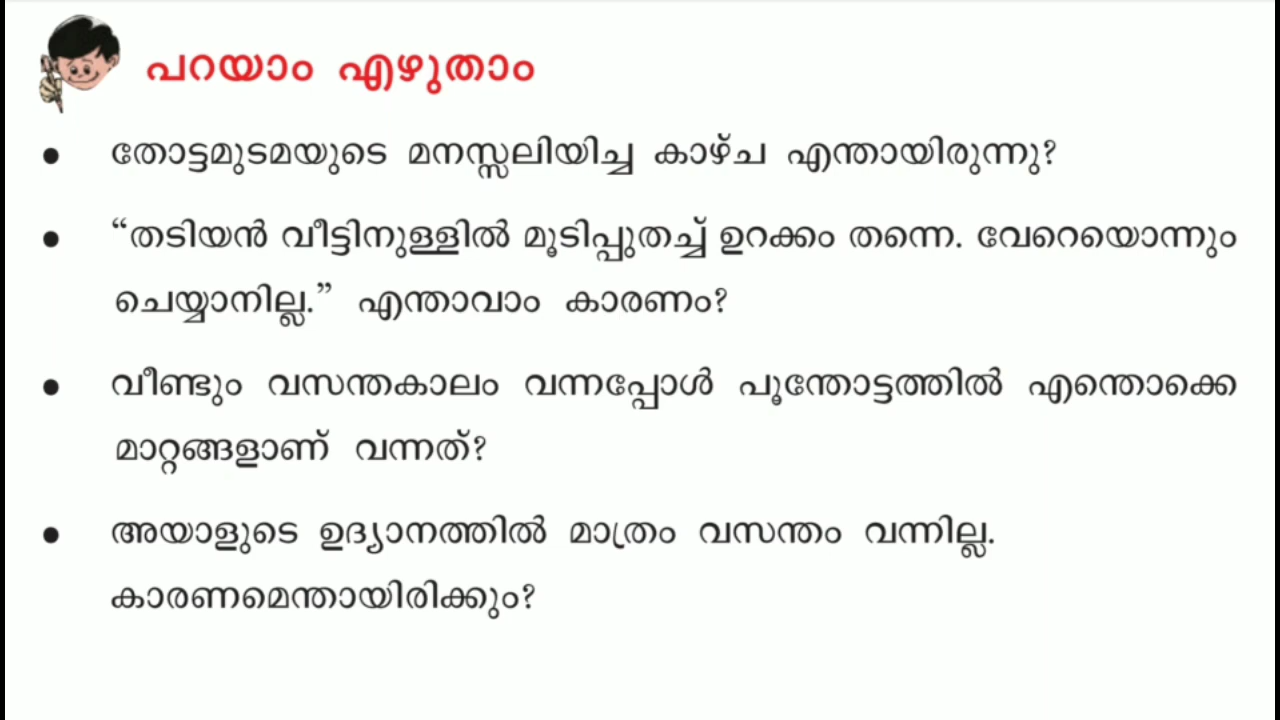 പറയാം എഴുതാം
• തോട്ടമുടമയുടെ മനസ്സലിയിച്ച കാഴ്ച എന്തായിരുന്നു?
• “തടിയൻ വീട്ടിനുള്ളിൽ മൂടിപ്പുതച്ച് ഉറക്കം തന്നെ. വേറെയൊന്നും
ചെയ്യാനില്ല.” എന്താവാം കാരണം?
• വീണ്ടും വസന്തകാലം വന്നപ്പോൾ പൂന്തോട്ടത്തിൽ എന്തൊക്കെ
മാറ്റങ്ങളാണ് വന്നത്?
• അയാളുടെ ഉദ്യാനത്തിൽ മാത്രം വസന്തം വന്നില്ല.
കാരണമെന്തായിരിക്കും?